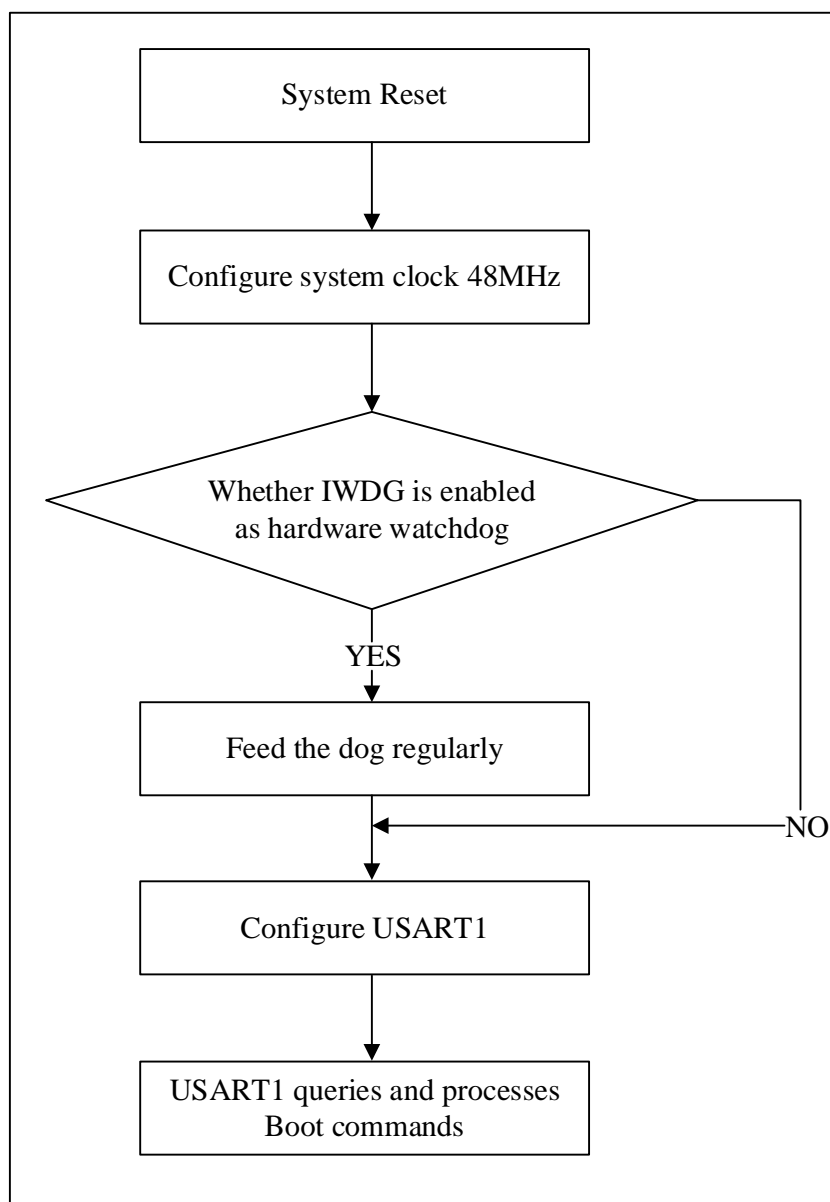 System Reset
Configure system clock 48MHz
Whether IWDG is enabled
as hardware watchdog
YES
Feed the dog regularly
NO
Configure USART1
USART1 queries and processes
Boot commands